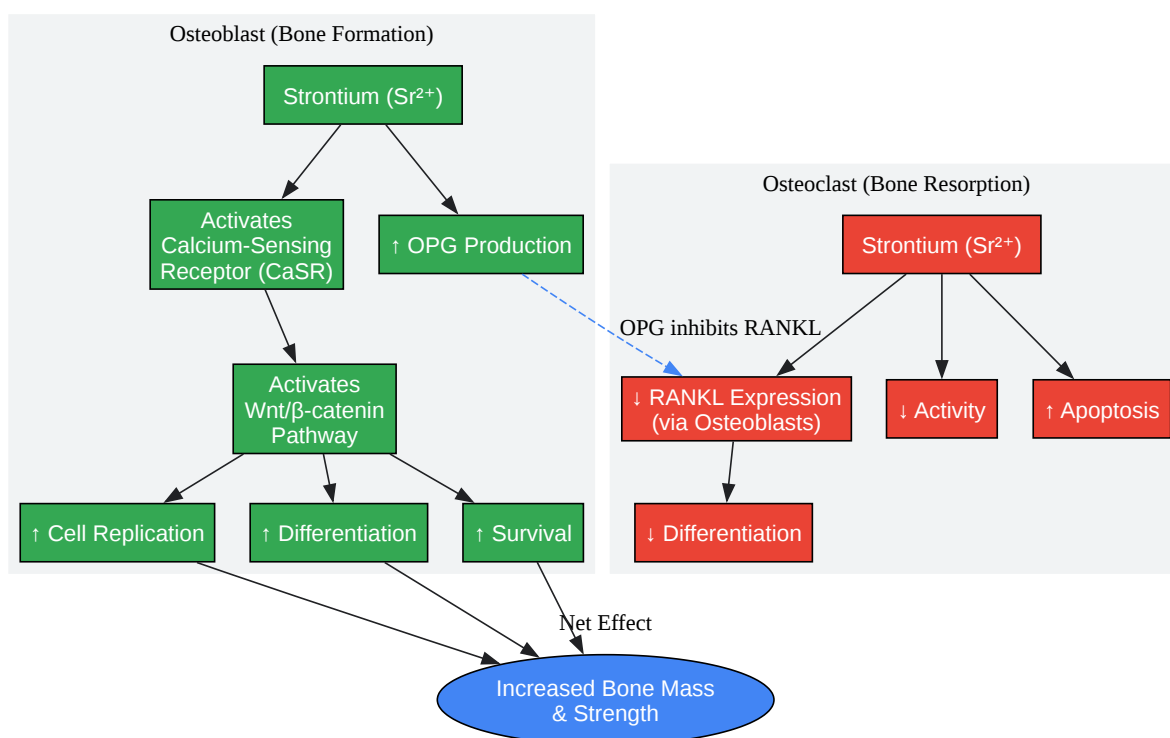 Osteoblast (Bone Formation)
Strontium (Sr²⁺)
Activates
Calcium-Sensing
Receptor (CaSR)
↑ OPG Production
Activates
Wnt/β-catenin
Pathway
↑ Cell Replication
↑ Differentiation
↑ Survival
Osteoclast (Bone Resorption)
Strontium (Sr²⁺)
OPG inhibits RANKL
↓ RANKL Expression
(via Osteoblasts)
↓ Activity
↑ Apoptosis
↓ Differentiation
Net Effect
Increased Bone Mass
& Strength